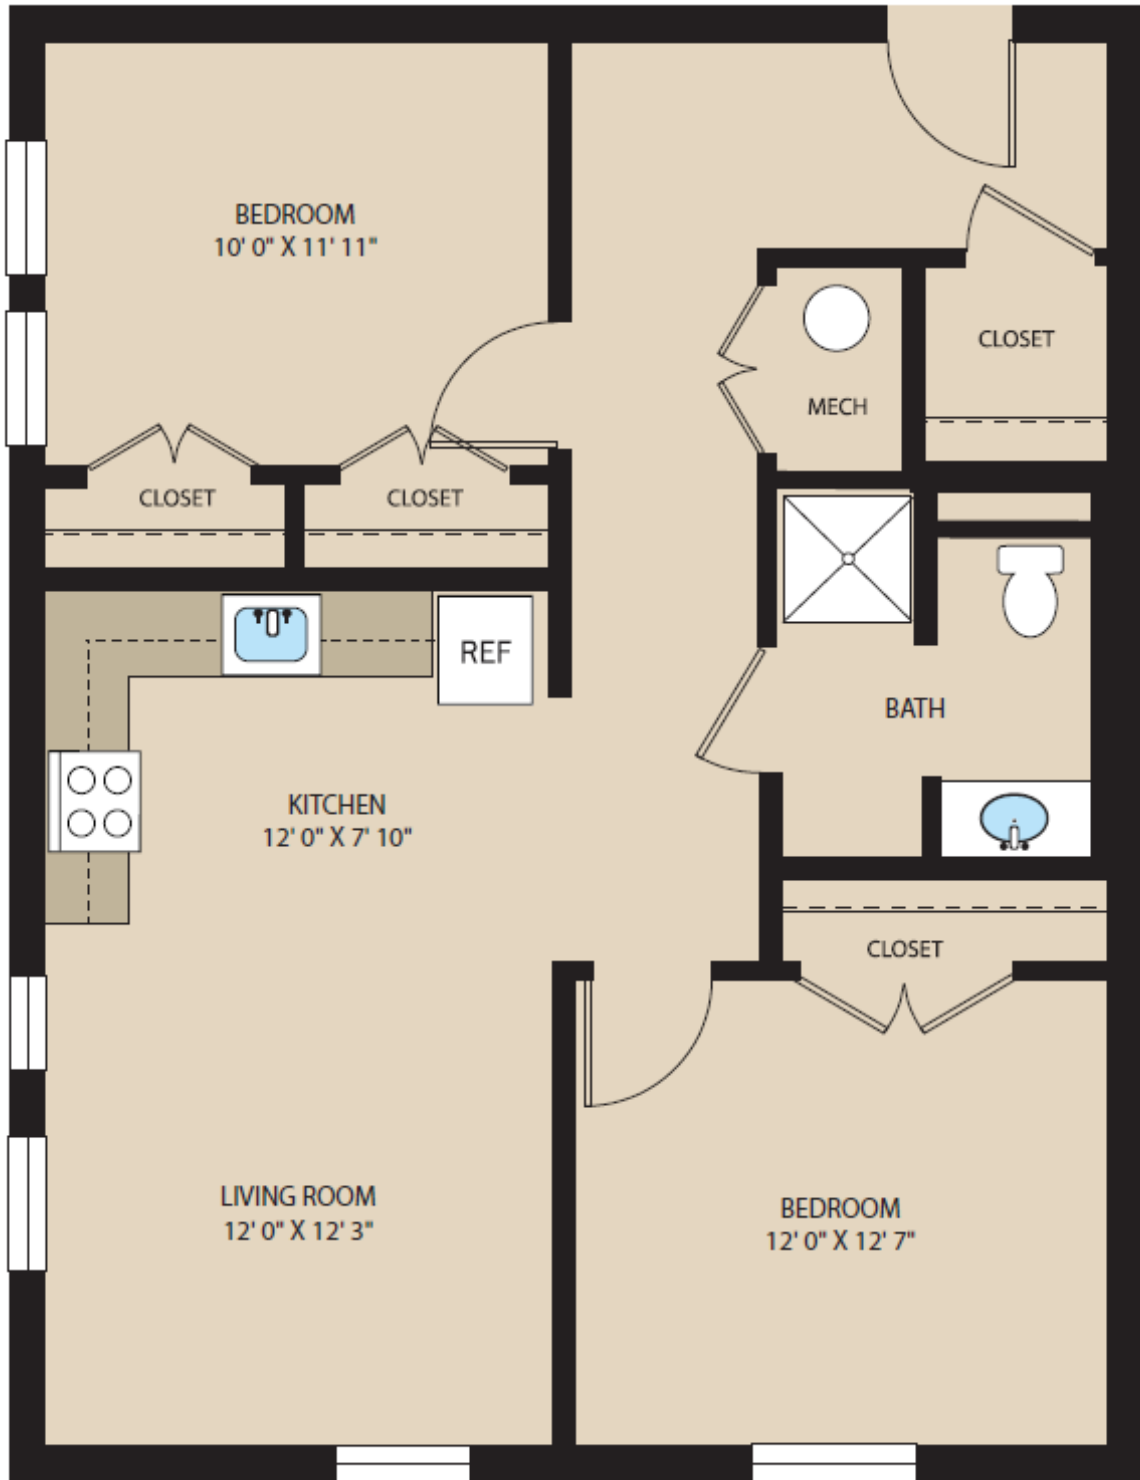 BEDROOM
10' 0" X 11' 11"
CLOSET
MECH
CLOSET
CLOSET
REF
BATH
KITCHEN
12' 0" X 7' 10"
CLOSET
LIVING ROOM
12' 0" X 12' 3"
BEDROOM
12' 0" X 12' 7"